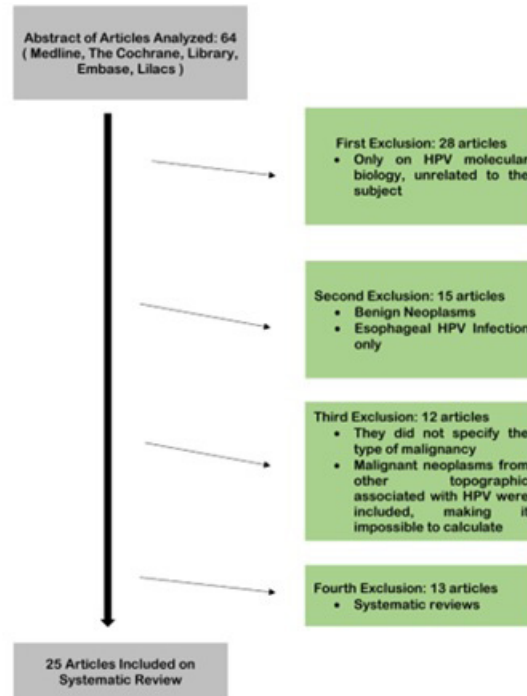 Abstract of Articles Analyzed: 64
( Medline, The Cochrane, Library,
Embase, Lilacs )
First Exclusion: 28 articles
• Only on HPV molecular
biology, unrelated to the
subject
Second Exclusion: 15 articles
• Benign Neoplasms
• Esophageal HPV Infection
only
Third Exclusion: 12 articles
• They did not specify the
type of malignancy
• Malignant neoplasms from
other topographic
associated with HPV were
included, making it
impossible to calculate
Fourth Exclusion: 13 articles
• Systematic reviews
25 Articles Included on
Systematic Review